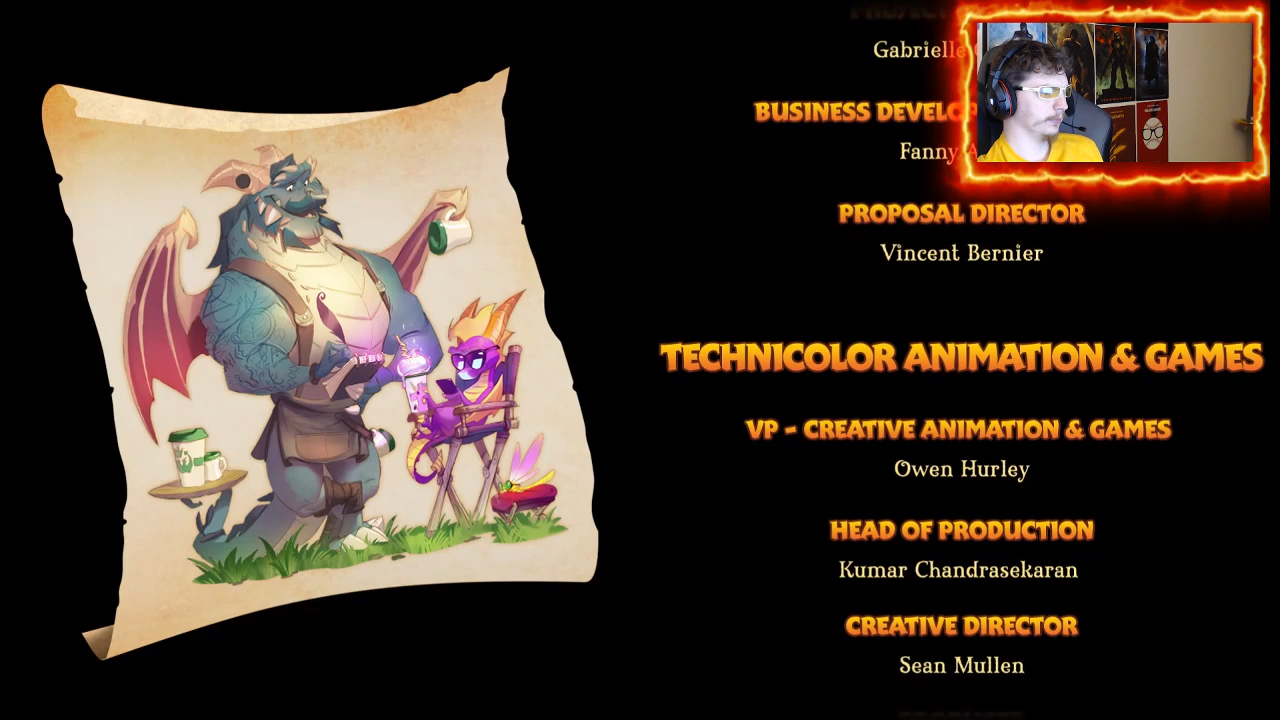 Gabrielle
BUSINESS DEVELO
Fanny A
PROPOSAL DIRECTOR
Vincent Bernier
TECHNICOLOR ANIMATION & GAMES
VP - CREATIVE ANIMATION & GAMES
Owen Hurley
HEAD OF PRODUCTION
Kumar Chandrasekaran
CREATIVE DIRECTOR
Sean Mullen